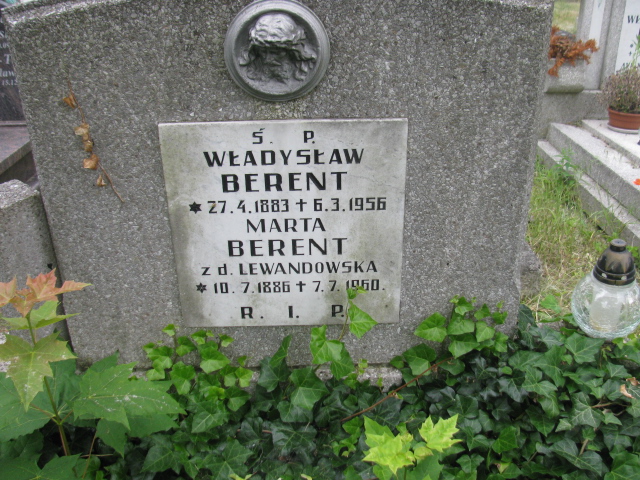 Ś. P.
WŁADYSŁAW
BERENT
* 27.4.1883 + 6.3.1956
MARTA
BERENT
z d. LEWANDOWSKA
* 10.7.1886 + 7.7.1960.
R. I. P.